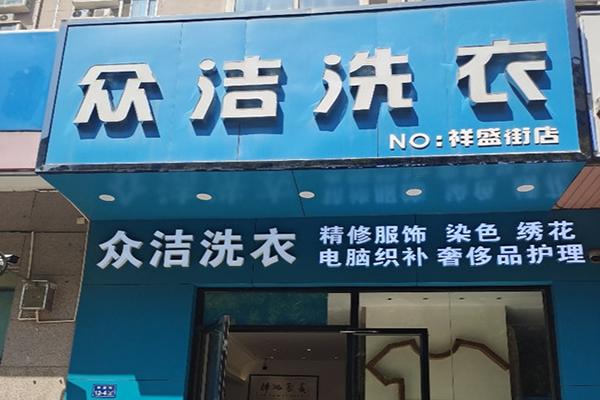 众洁洗衣
NO:祥盛街店
众洁洗衣
精修服饰 染色 绣花
电脑织补 奢侈品护理